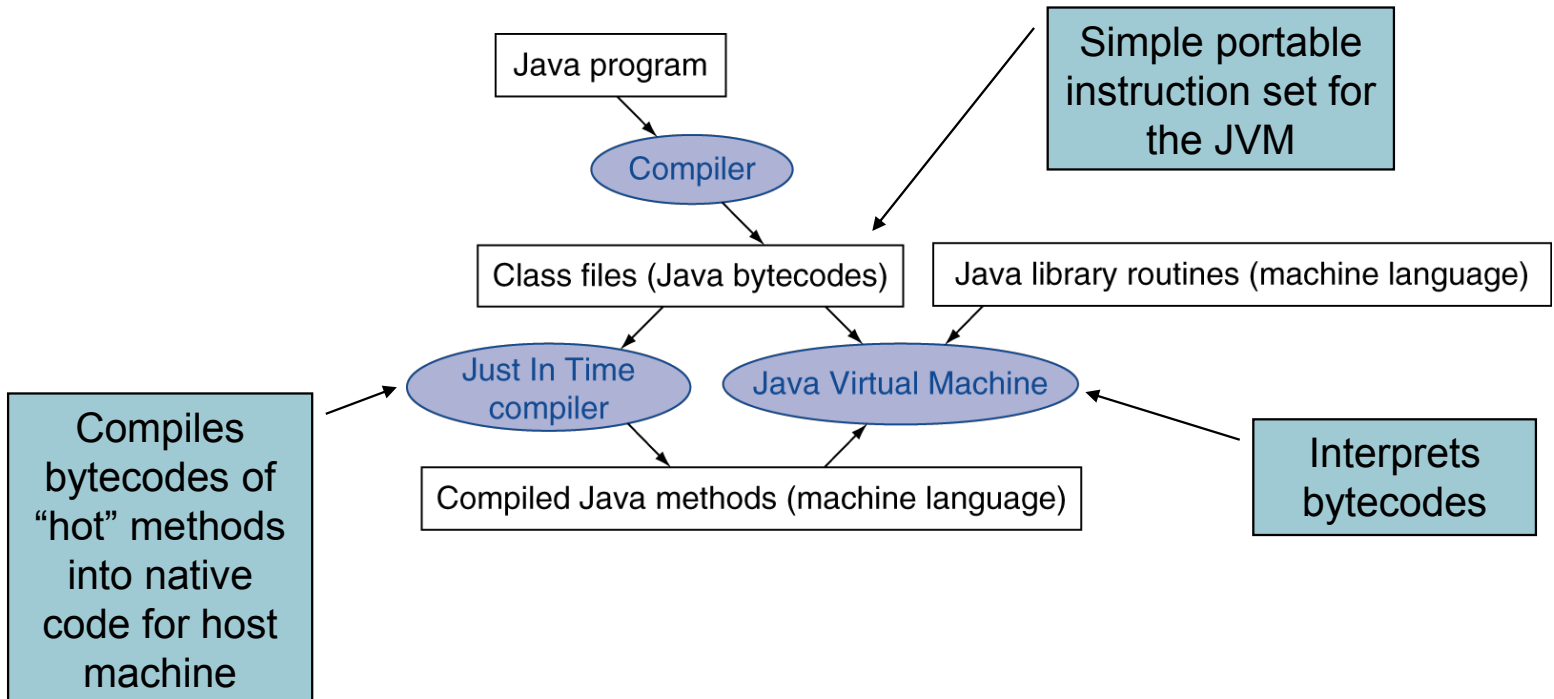 Java program
Simple portable
instruction set for
the JVM
Compiler
Class files (Java bytecodes)
Java library routines (machine language)
Just In Time
compiler
Java Virtual Machine
Compiles
bytecodes of
“hot” methods
into native
code for host
machine
Interprets
bytecodes
Compiled Java methods (machine language)